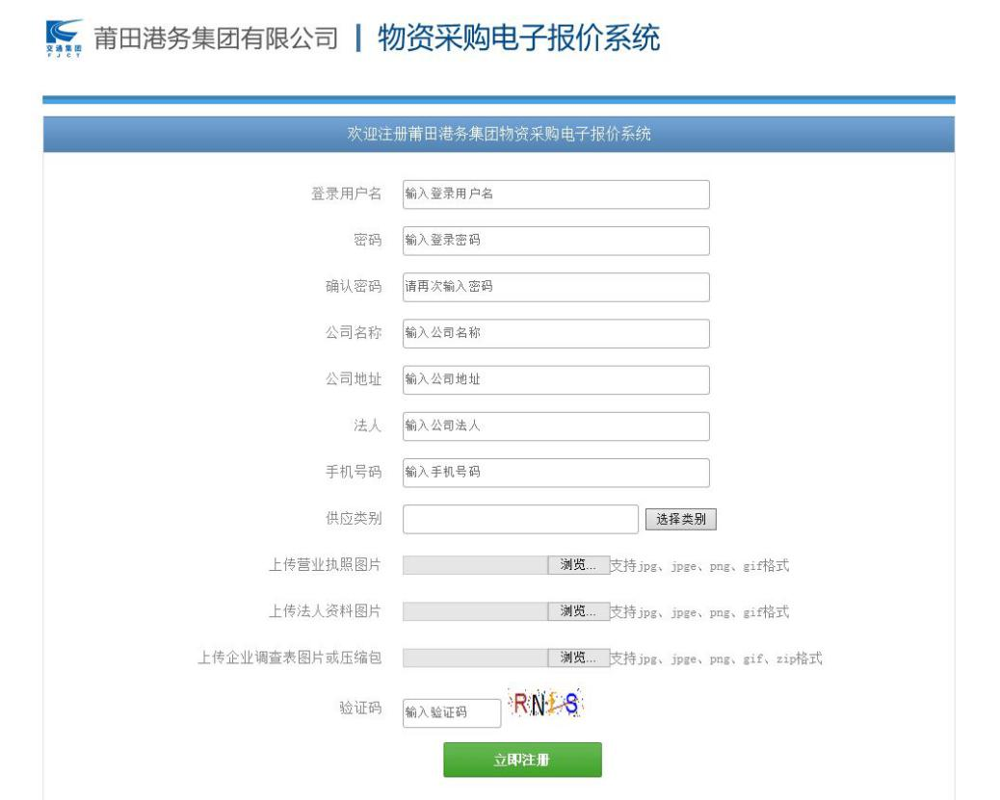 交通集团
FJCT
莆田港务集团有限公司 | 物资采购电子报价系统
欢迎注册莆田港务集团物资采购电子报价系统
登录用户名 输入登录用户名
密码 输入登录密码
确认密码 请再次输入密码
公司名称 输入公司名称
公司地址 输入公司地址
法人 输入公司法人
手机号码 输入手机号码
供应类别 选择类别
上传营业执照图片 浏览... 支持jpg、jpge、png、gif格式
上传法人资料图片 浏览... 支持jpg、jpge、png、gif格式
上传企业调查表图片或压缩包 浏览... 支持jpg、jpge、png、gif、zip格式
验证码 输入验证码 RNIS
立即注册